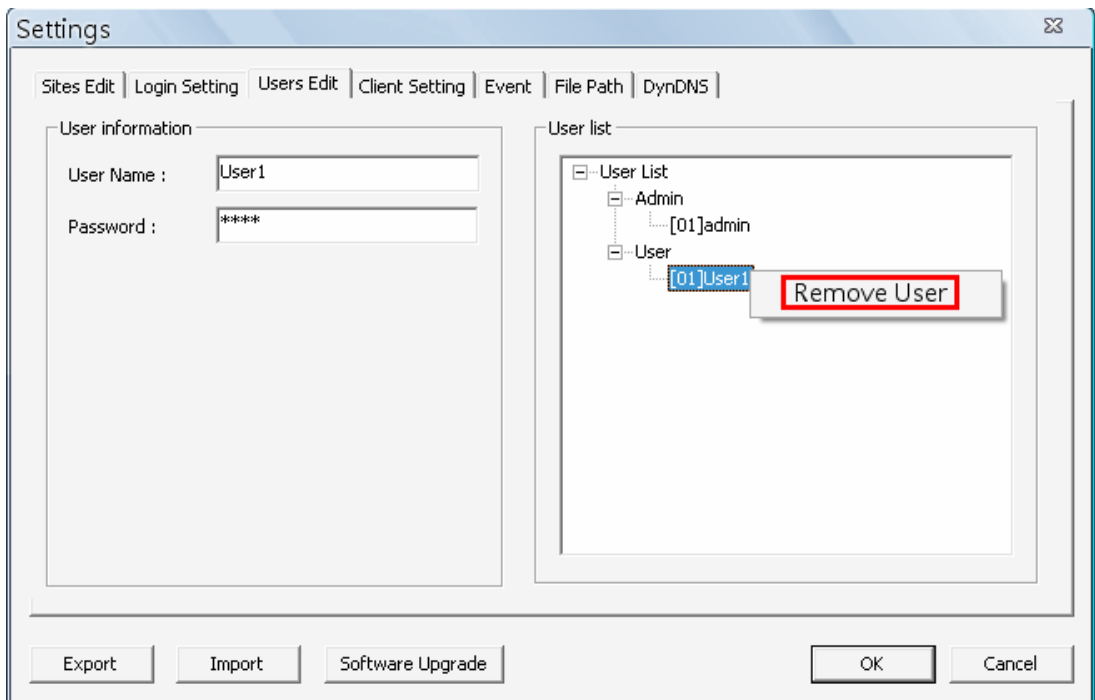 Settings
Sites Edit Login Setting Users Edit Client Setting Event File Path DynDNS
User information
User Name :
User1
Password :
****
User list
User List
Admin
[01]admin
User
[01]User1
Remove User
Export Import Software Upgrade OK Cancel